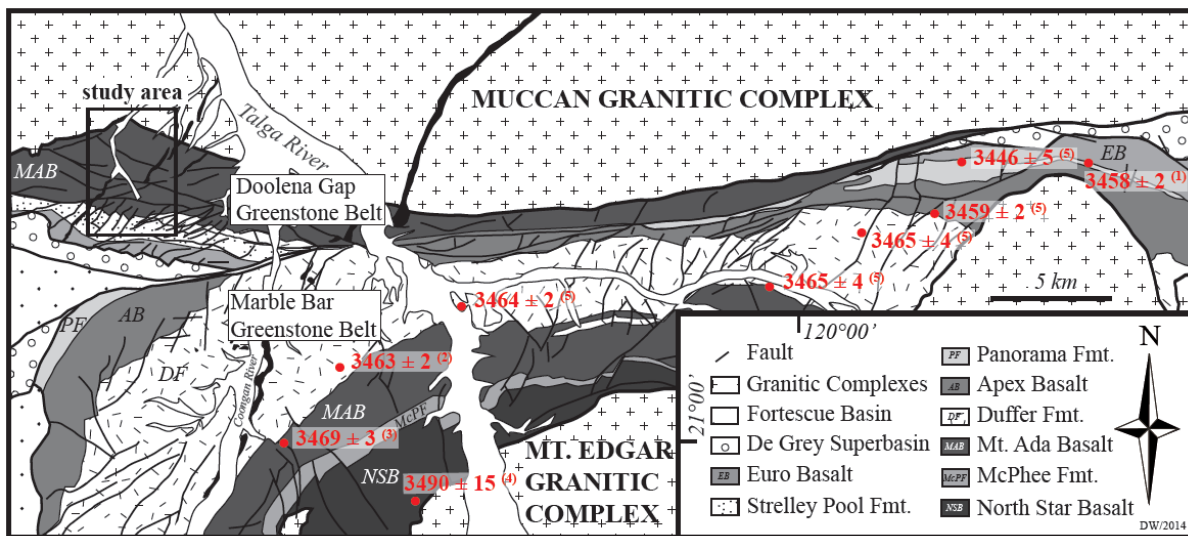 study area
MUCCAN GRANITIC COMPLEX
Talga River
MAB
3446 ± 5 (5)
EB
3458 ± 2 (1)
Doolena Gap
Greenstone Belt
3459 ± 2 (5)
3465 ± 4 (5)
3465 ± 4 (5)
5 km
3464 ± 2 (5)
Marble Bar
Greenstone Belt
PF
AB
DF
Coongan River
3463 ± 2 (2)
MAB
McPF
3469 ± 3 (3)
NSB
3490 ± 15 (4)
MT. EDGAR
GRANITIC
COMPLEX
120°00'
21°00'
N
Fault
Granitic Complexes
Fortescue Basin
De Grey Superbasin
EB Euro Basalt
Strelley Pool Fmt.
PF Panorama Fmt.
AB Apex Basalt
DF Duffer Fmt.
MAB Mt. Ada Basalt
McPF McPhee Fmt.
NSB North Star Basalt
DW/2014